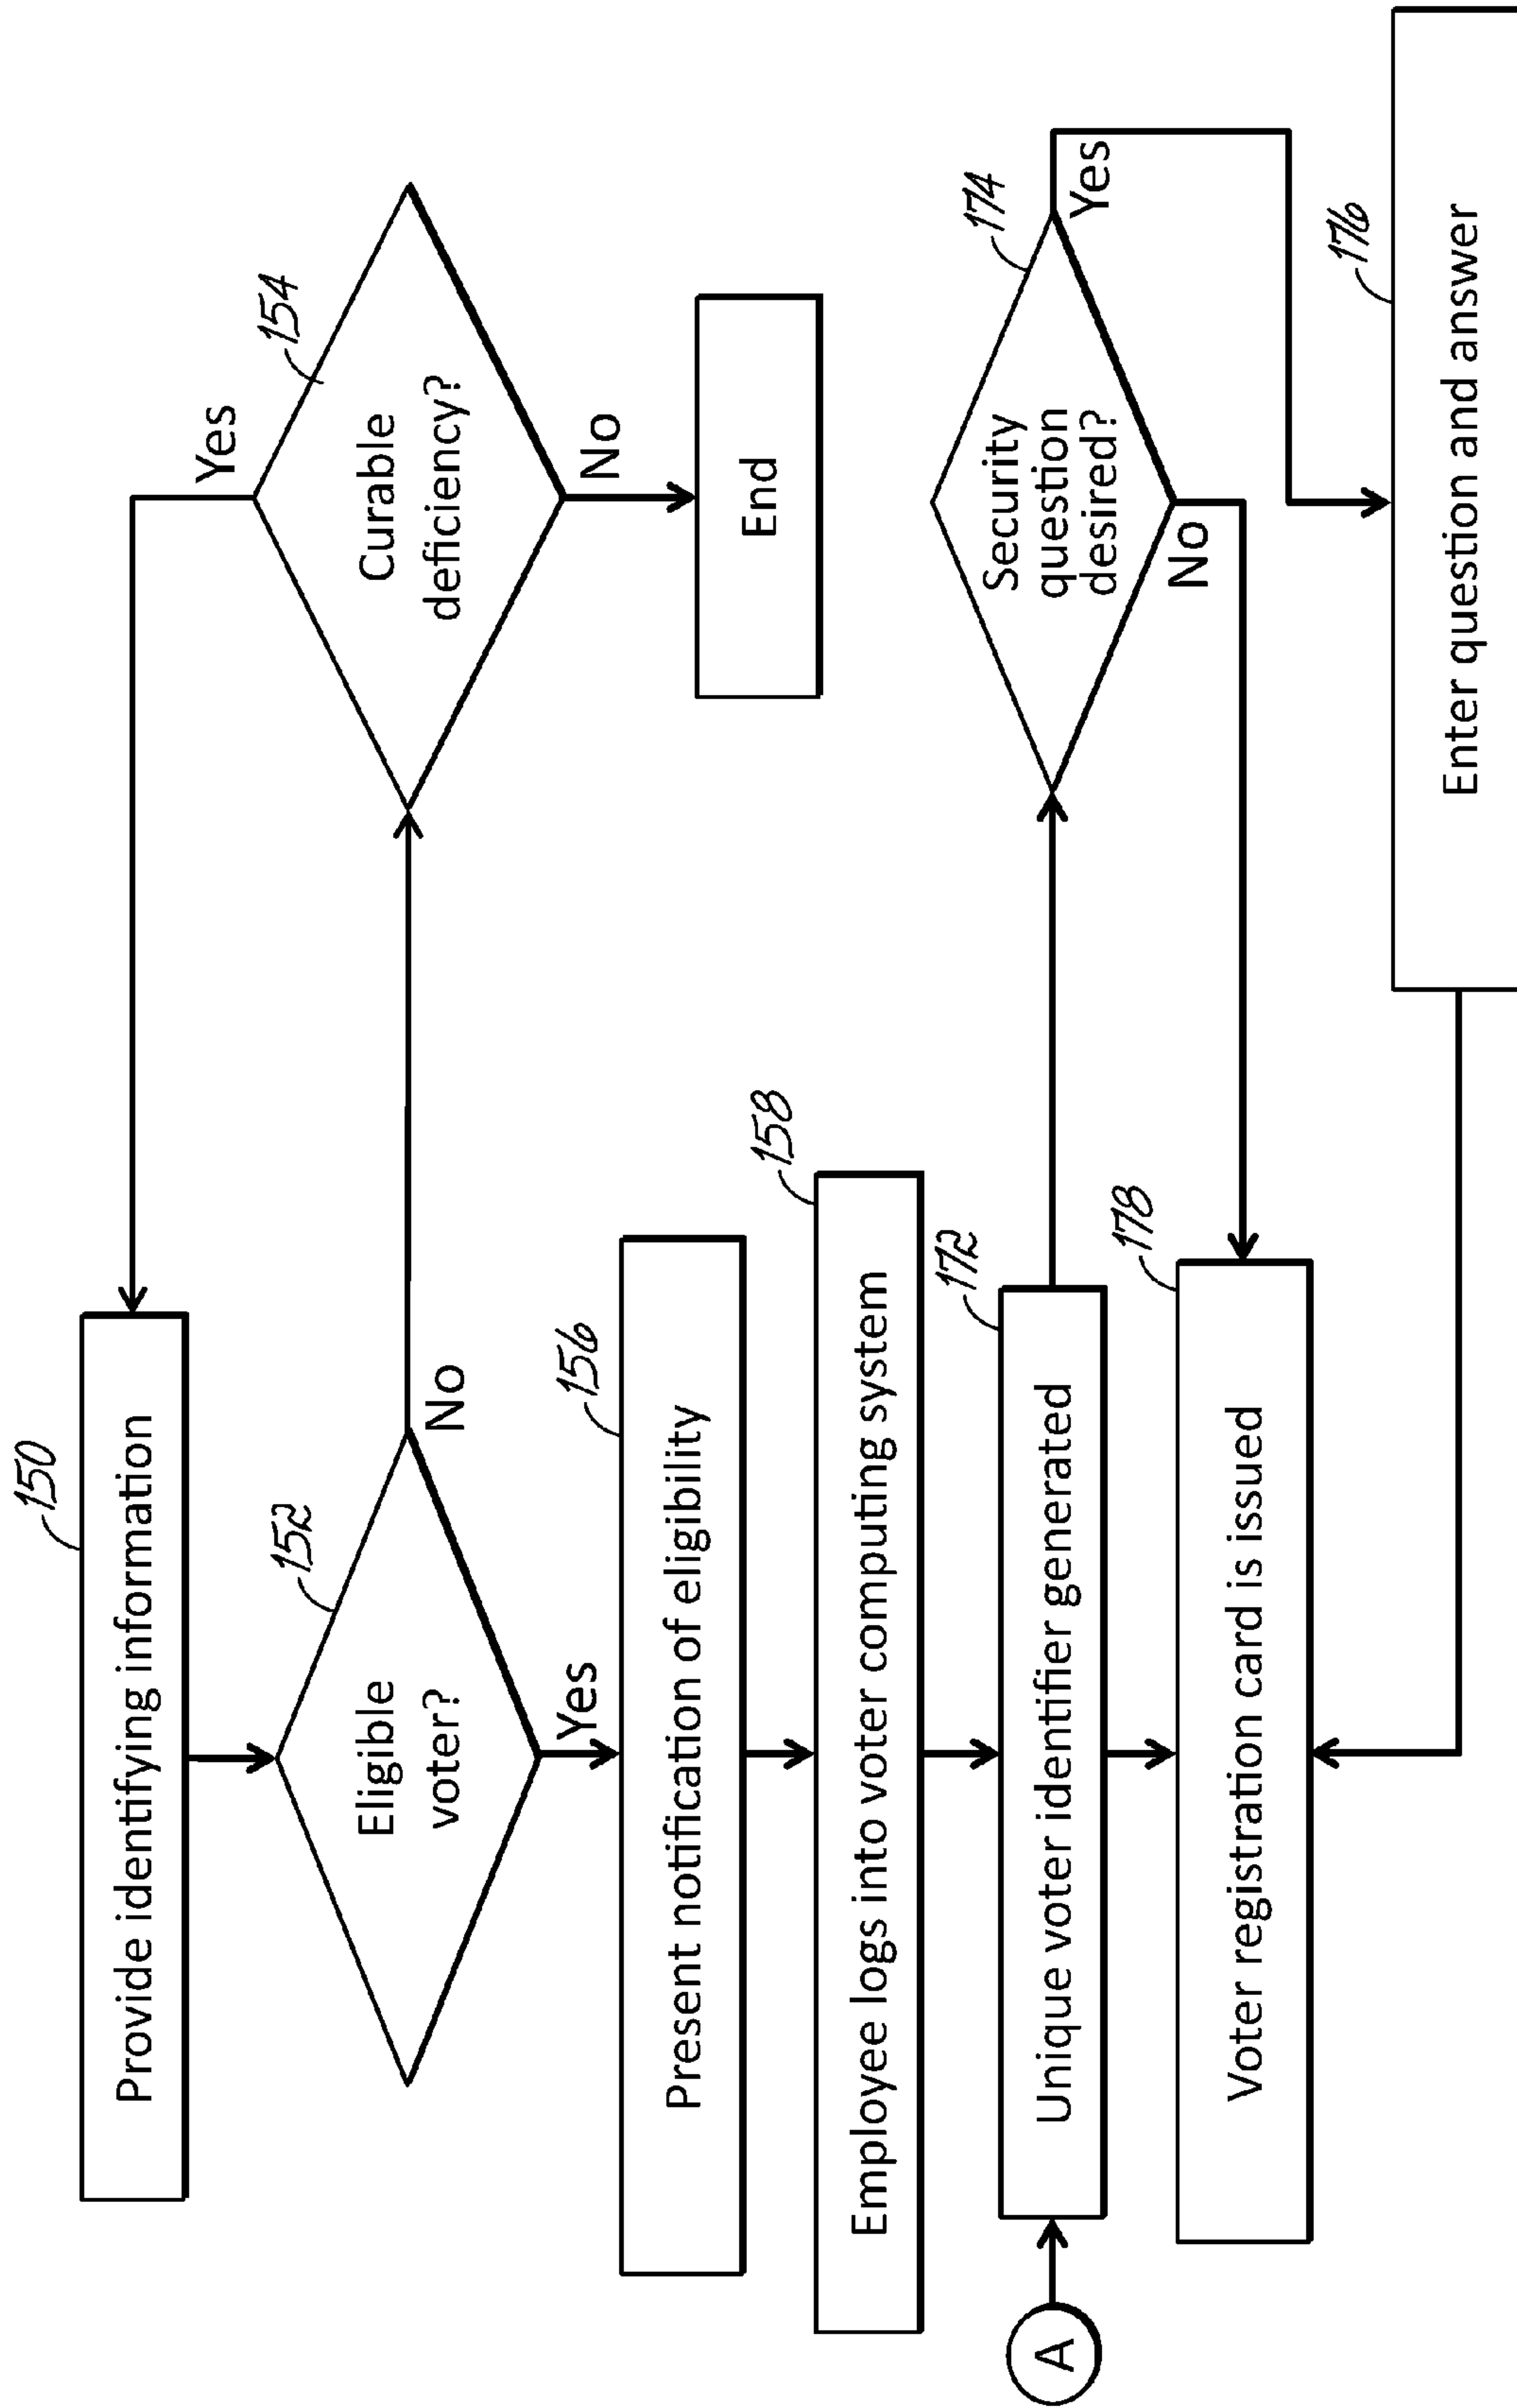 150
Provide identifying information
152
Eligible
voter?
No
Yes
154
Curable
deficiency?
Yes
No
End
156
Present notification of eligibility
158
Employee logs into voter computing system
A
172
Unique voter identifier generated
174
Security
question
desired?
Yes
No
178
Voter registration card is issued
176
Enter question and answer